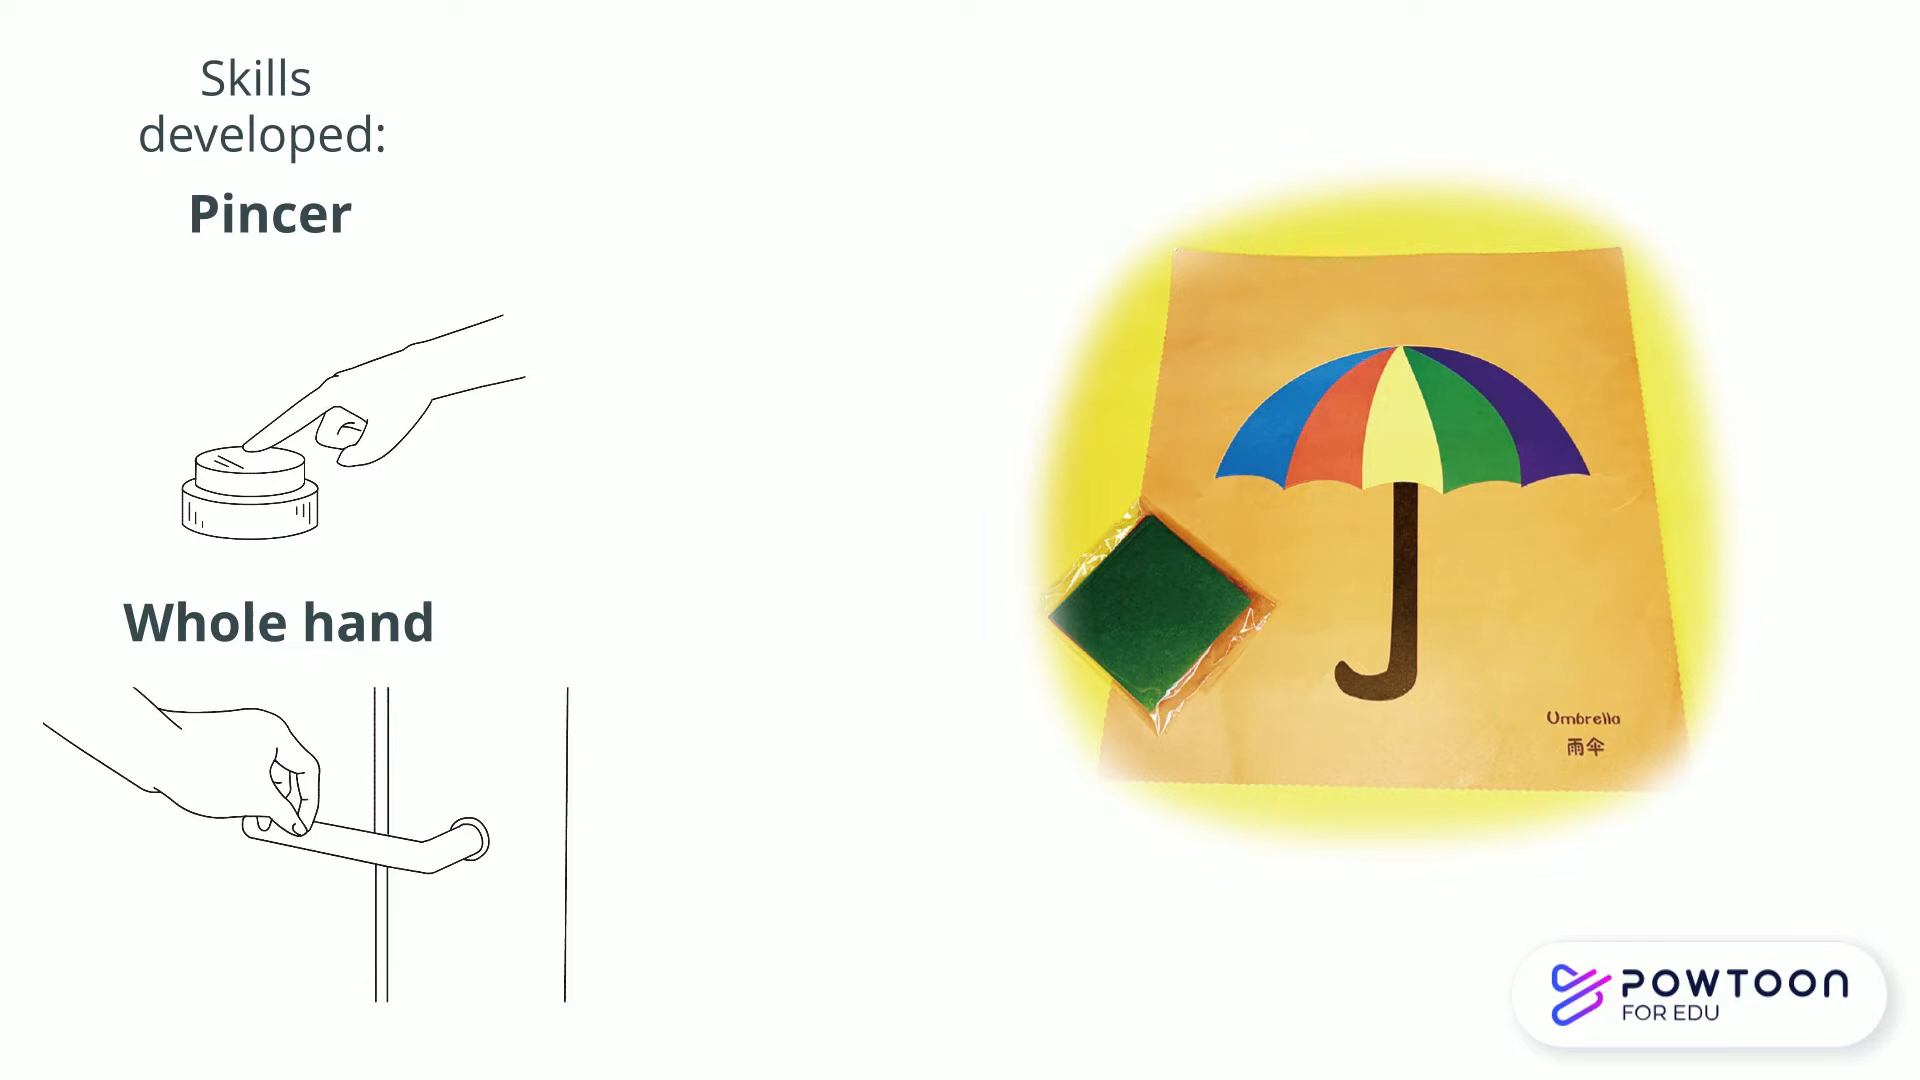 Skills
developed:
Pincer
Whole hand
Umbrella
雨伞
POWTOON
FOR EDU